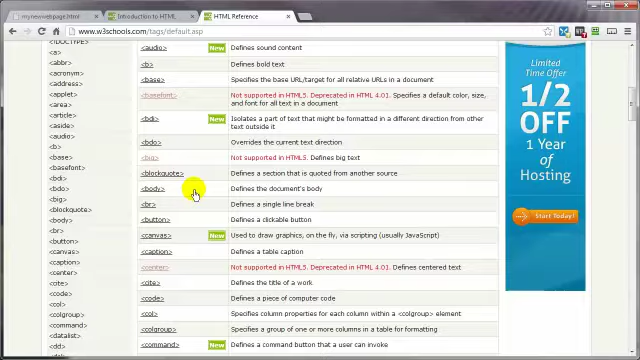 mynewwebpage.html
Introduction to HTML
HTML Reference
www.w3schools.com/tags/default.asp
<!DOCTYPE>
<a>
<abbr>
<acronym>
<address>
<applet>
<area>
<article>
<aside>
<audio>
<b>
<base>
<basefont>
<bdi>
<bdo>
<big>
<blockquote>
<body>
<br>
<button>
<canvas>
<caption>
<center>
<cite>
<code>
<col>
<colgroup>
<command>
<datalist>
<dd>
<audio> New Defines sound content
<b> Defines bold text
<base> Specifies the base URL/target for all relative URLs in a document
<basefont> Not supported in HTML5. Deprecated in HTML 4.01. Specifies a default color, size,
and font for all text in a document
<bdi> New Isolates a part of text that might be formatted in a different direction from other
text outside it
<bdo> Overrides the current text direction
<big> Not supported in HTML5. Defines big text
<blockquote> Defines a section that is quoted from another source
<body> Defines the document's body
<br> Defines a single line break
<button> Defines a clickable button
<canvas> New Used to draw graphics, on the fly, via scripting (usually JavaScript)
<caption> Defines a table caption
<center> Not supported in HTML5. Deprecated in HTML 4.01. Defines centered text
<cite> Defines the title of a work
<code> Defines a piece of computer code
<col> Specifies column properties for each column within a <colgroup> element
<colgroup> Specifies a group of one or more columns in a table for formatting
<command> New Defines a command button that a user can invoke
Limited
Time Offer
1/2
OFF
1 Year
of
Hosting
Start Today!